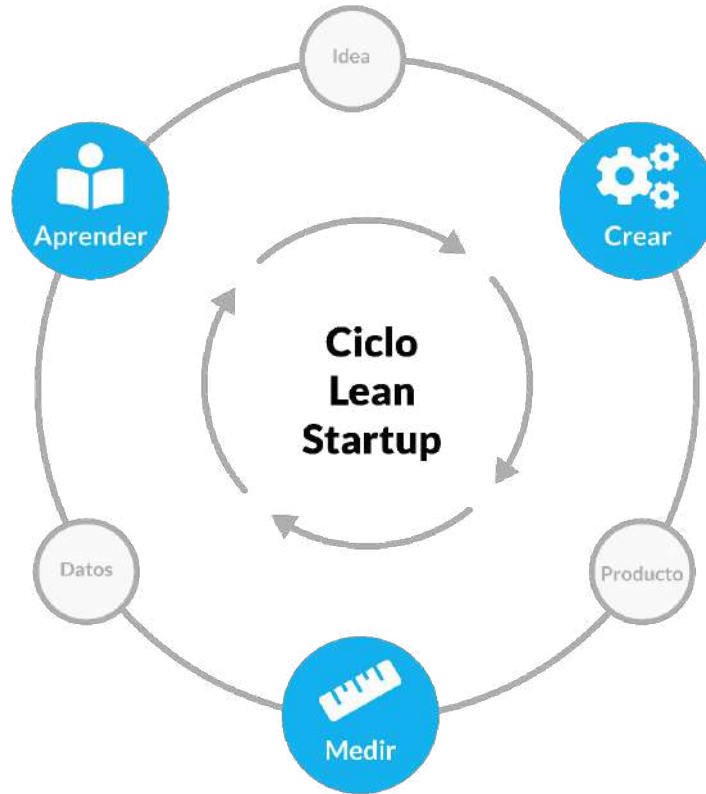 Idea
Aprender
Crear
Ciclo
Lean
Startup
Datos
Producto
Medir